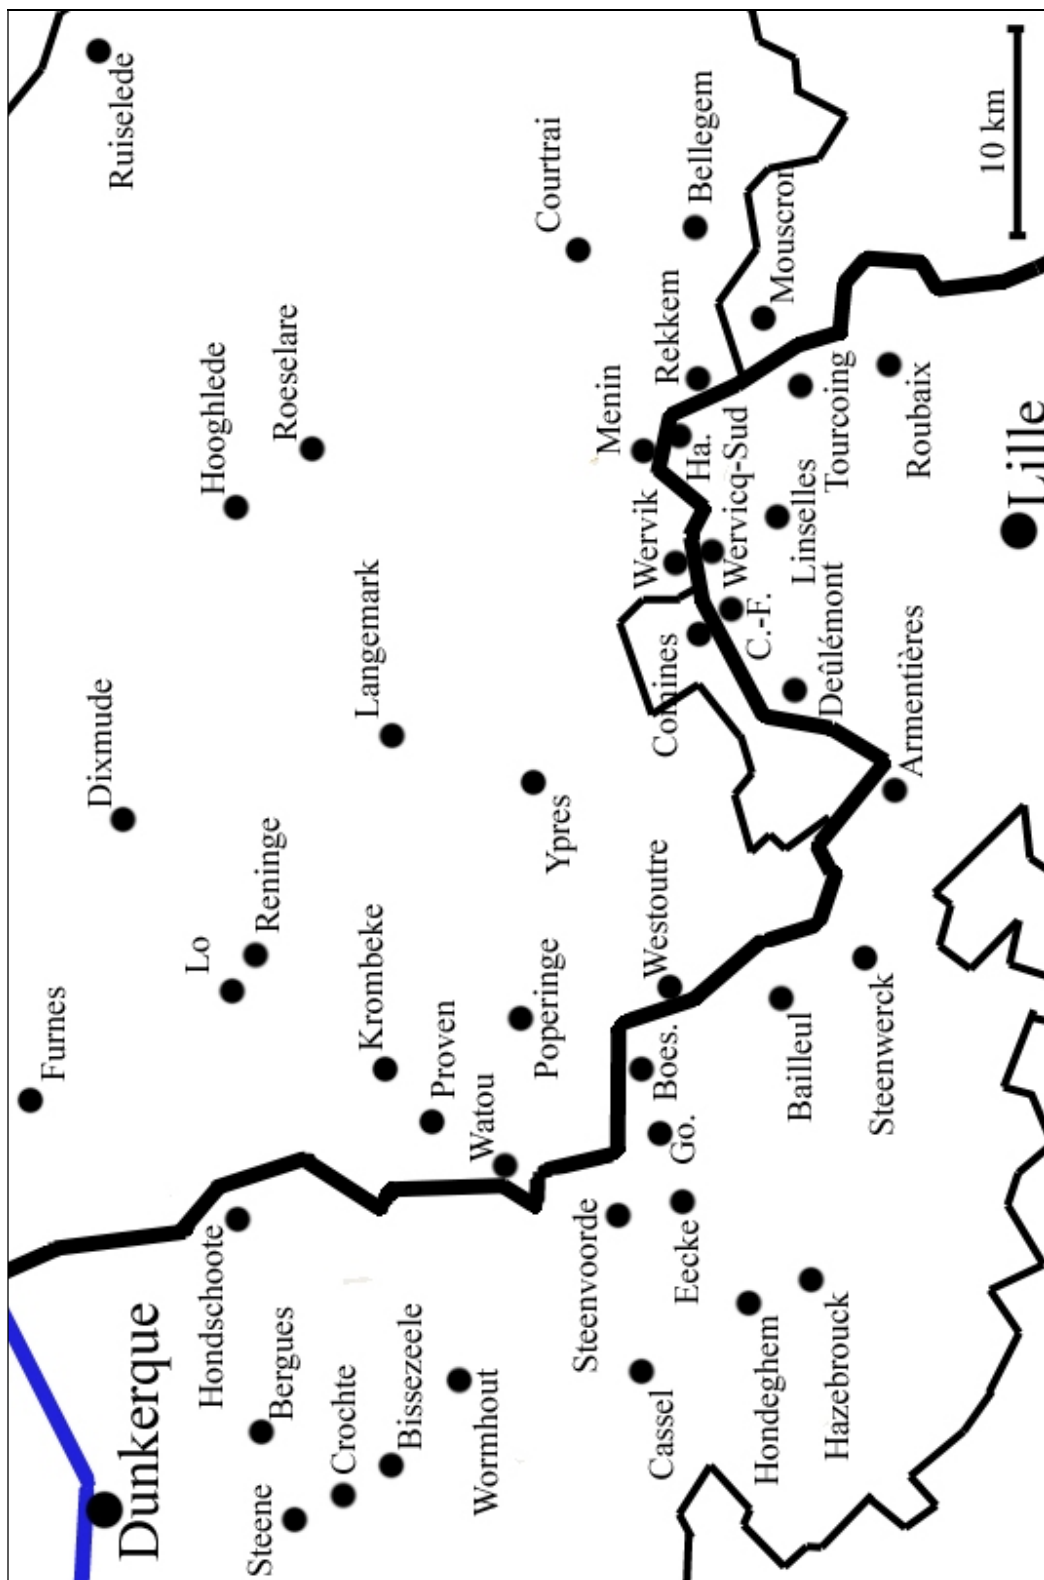 Dunkerque
Furnes
Dixmude
Ruiselede
Hondschoote
Lo
Reninge
Hooghlede
Bergues
Steene
Roeselare
Crochte
Krombeke
Langemark
Bissezeele
Proven
Wormhout
Watou
Poperinge
Ypres
Courtrai
Steenvoorde
Boes.
Westoutre
Menin
Cassel
Go.
Wervik
Rekkem
Bellegem
Eecke
Comines
Ha.
Wervicq-Sud
C.-F.
Mouscron
Hondeghem
Bailleul
Deûlémont
Linselles
Tourcoing
Hazebrouck
Steenwerck
Armentières
Roubaix
Lille
10 km